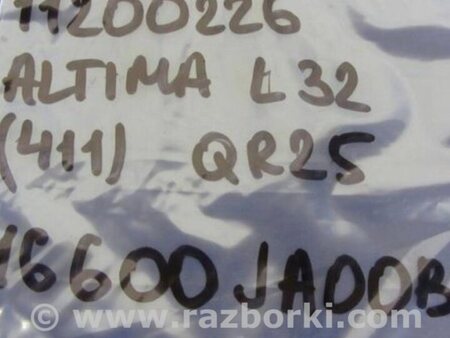 11200226
ALTIMA L32
(411) QR25
16600JA00B
www.razborki.com